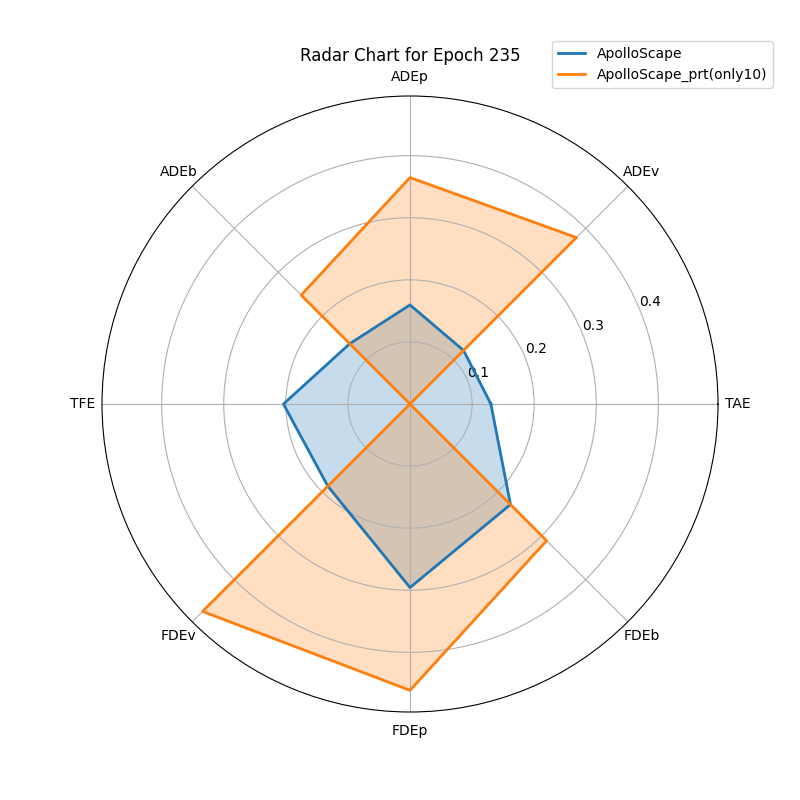 Radar Chart for Epoch 235
ApolloScape
ApolloScape_prt(only10)
ADEp
ADEb
ADEv
0.4
0.3
0.2
0.1
TFE
TAE
FDEv
FDEb
FDEp